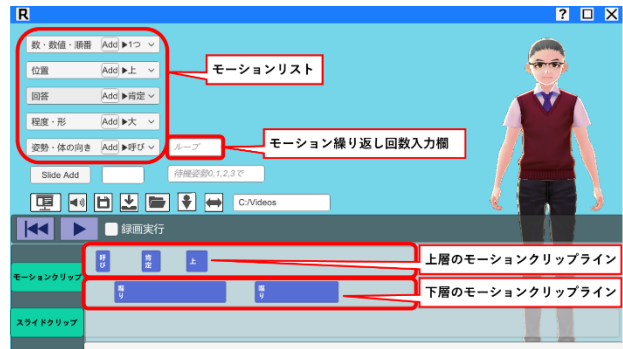 R
? □ X
数・数値・順番 Add ▶1つ
位置 Add ▶上
モーションリスト
回答 Add ▶肯定
程度・形 Add ▶大
姿勢・体の向き Add ▶呼び
ループ
モーション繰り返し回数入力欄
Slide Add
待機姿勢0,1,2,3で
C:/Videos
録画実行
モーションクリップ
呼び
肯定
上
上層のモーションクリップライン
下層のモーションクリップライン
スライドクリップ